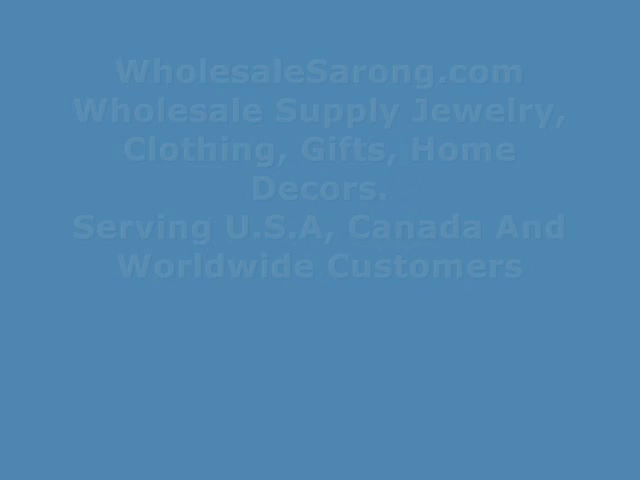 WholesaleSarong.com
Wholesale Supply Jewelry,
Clothing, Gifts, Home
Decors.
Serving U.S.A, Canada And
Worldwide Customers